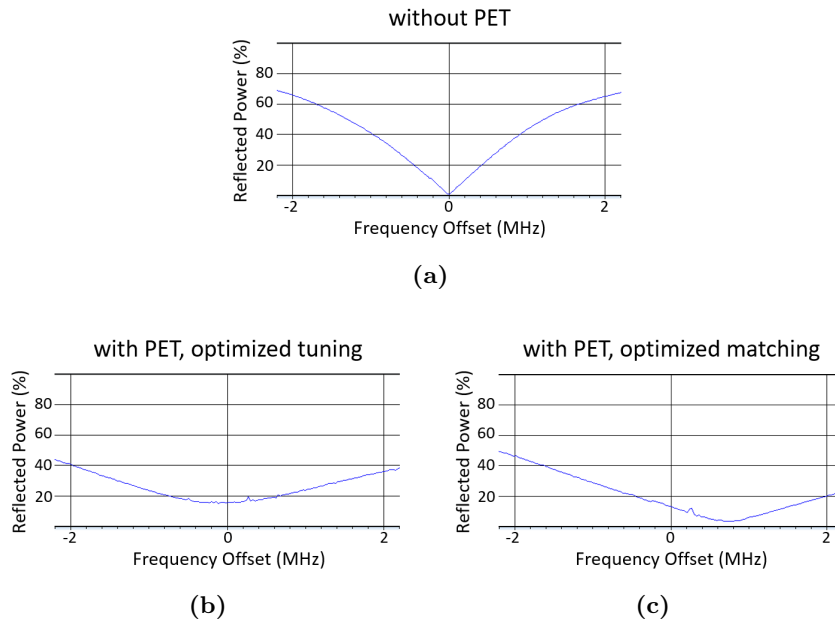 without PET
Reflected Power (%)
80
60
40
20
-2 0 2
Frequency Offset (MHz)
(a)
with PET, optimized tuning
Reflected Power (%)
80
60
40
20
-2 0 2
Frequency Offset (MHz)
(b)
with PET, optimized matching
Reflected Power (%)
80
60
40
20
-2 0 2
Frequency Offset (MHz)
(c)